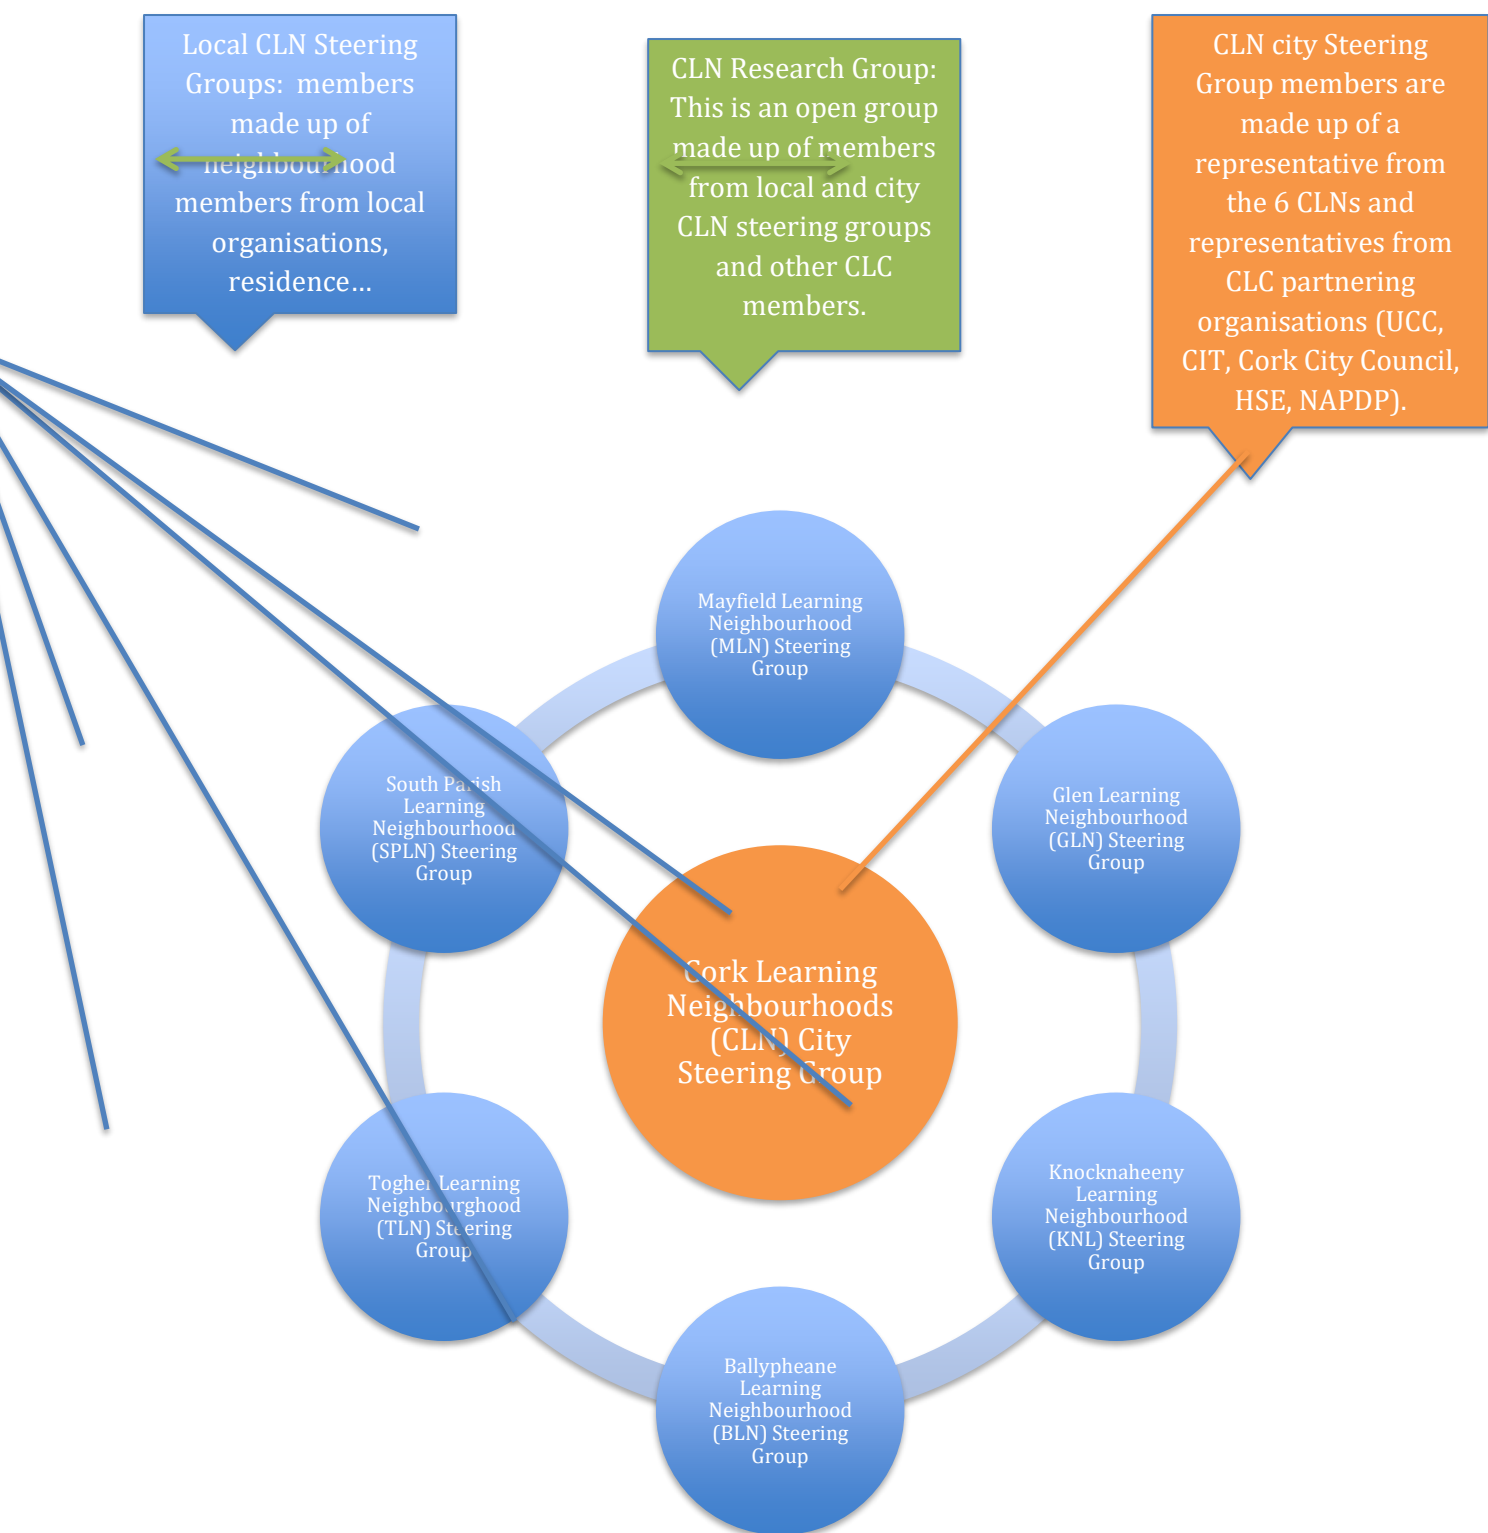 Local CLN Steering
Groups: members
made up of
neighbourhood
members from local
organisations,
residence…
CLN Research Group:
This is an open group
made up of members
from local and city
CLN steering groups
and other CLC
members.
CLN city Steering
Group members are
made up of a
representative from
the 6 CLNs and
representatives from
CLC partnering
organisations (UCC,
CIT, Cork City Council,
HSE, NAPDP).
Mayfield Learning
Neighbourhood
(MLN) Steering
Group
South Parish
Learning
Neighbourhood
(SPLN) Steering
Group
Glen Learning
Neighbourhood
(GLN) Steering
Group
Cork Learning
Neighbourhoods
(CLN) City
Steering Group
Togher Learning
Neighbourghood
(TLN) Steering
Group
Knocknaheeny
Learning
Neighbourhood
(KNL) Steering
Group
Ballypheane
Learning
Neighbourhood
(BLN) Steering
Group